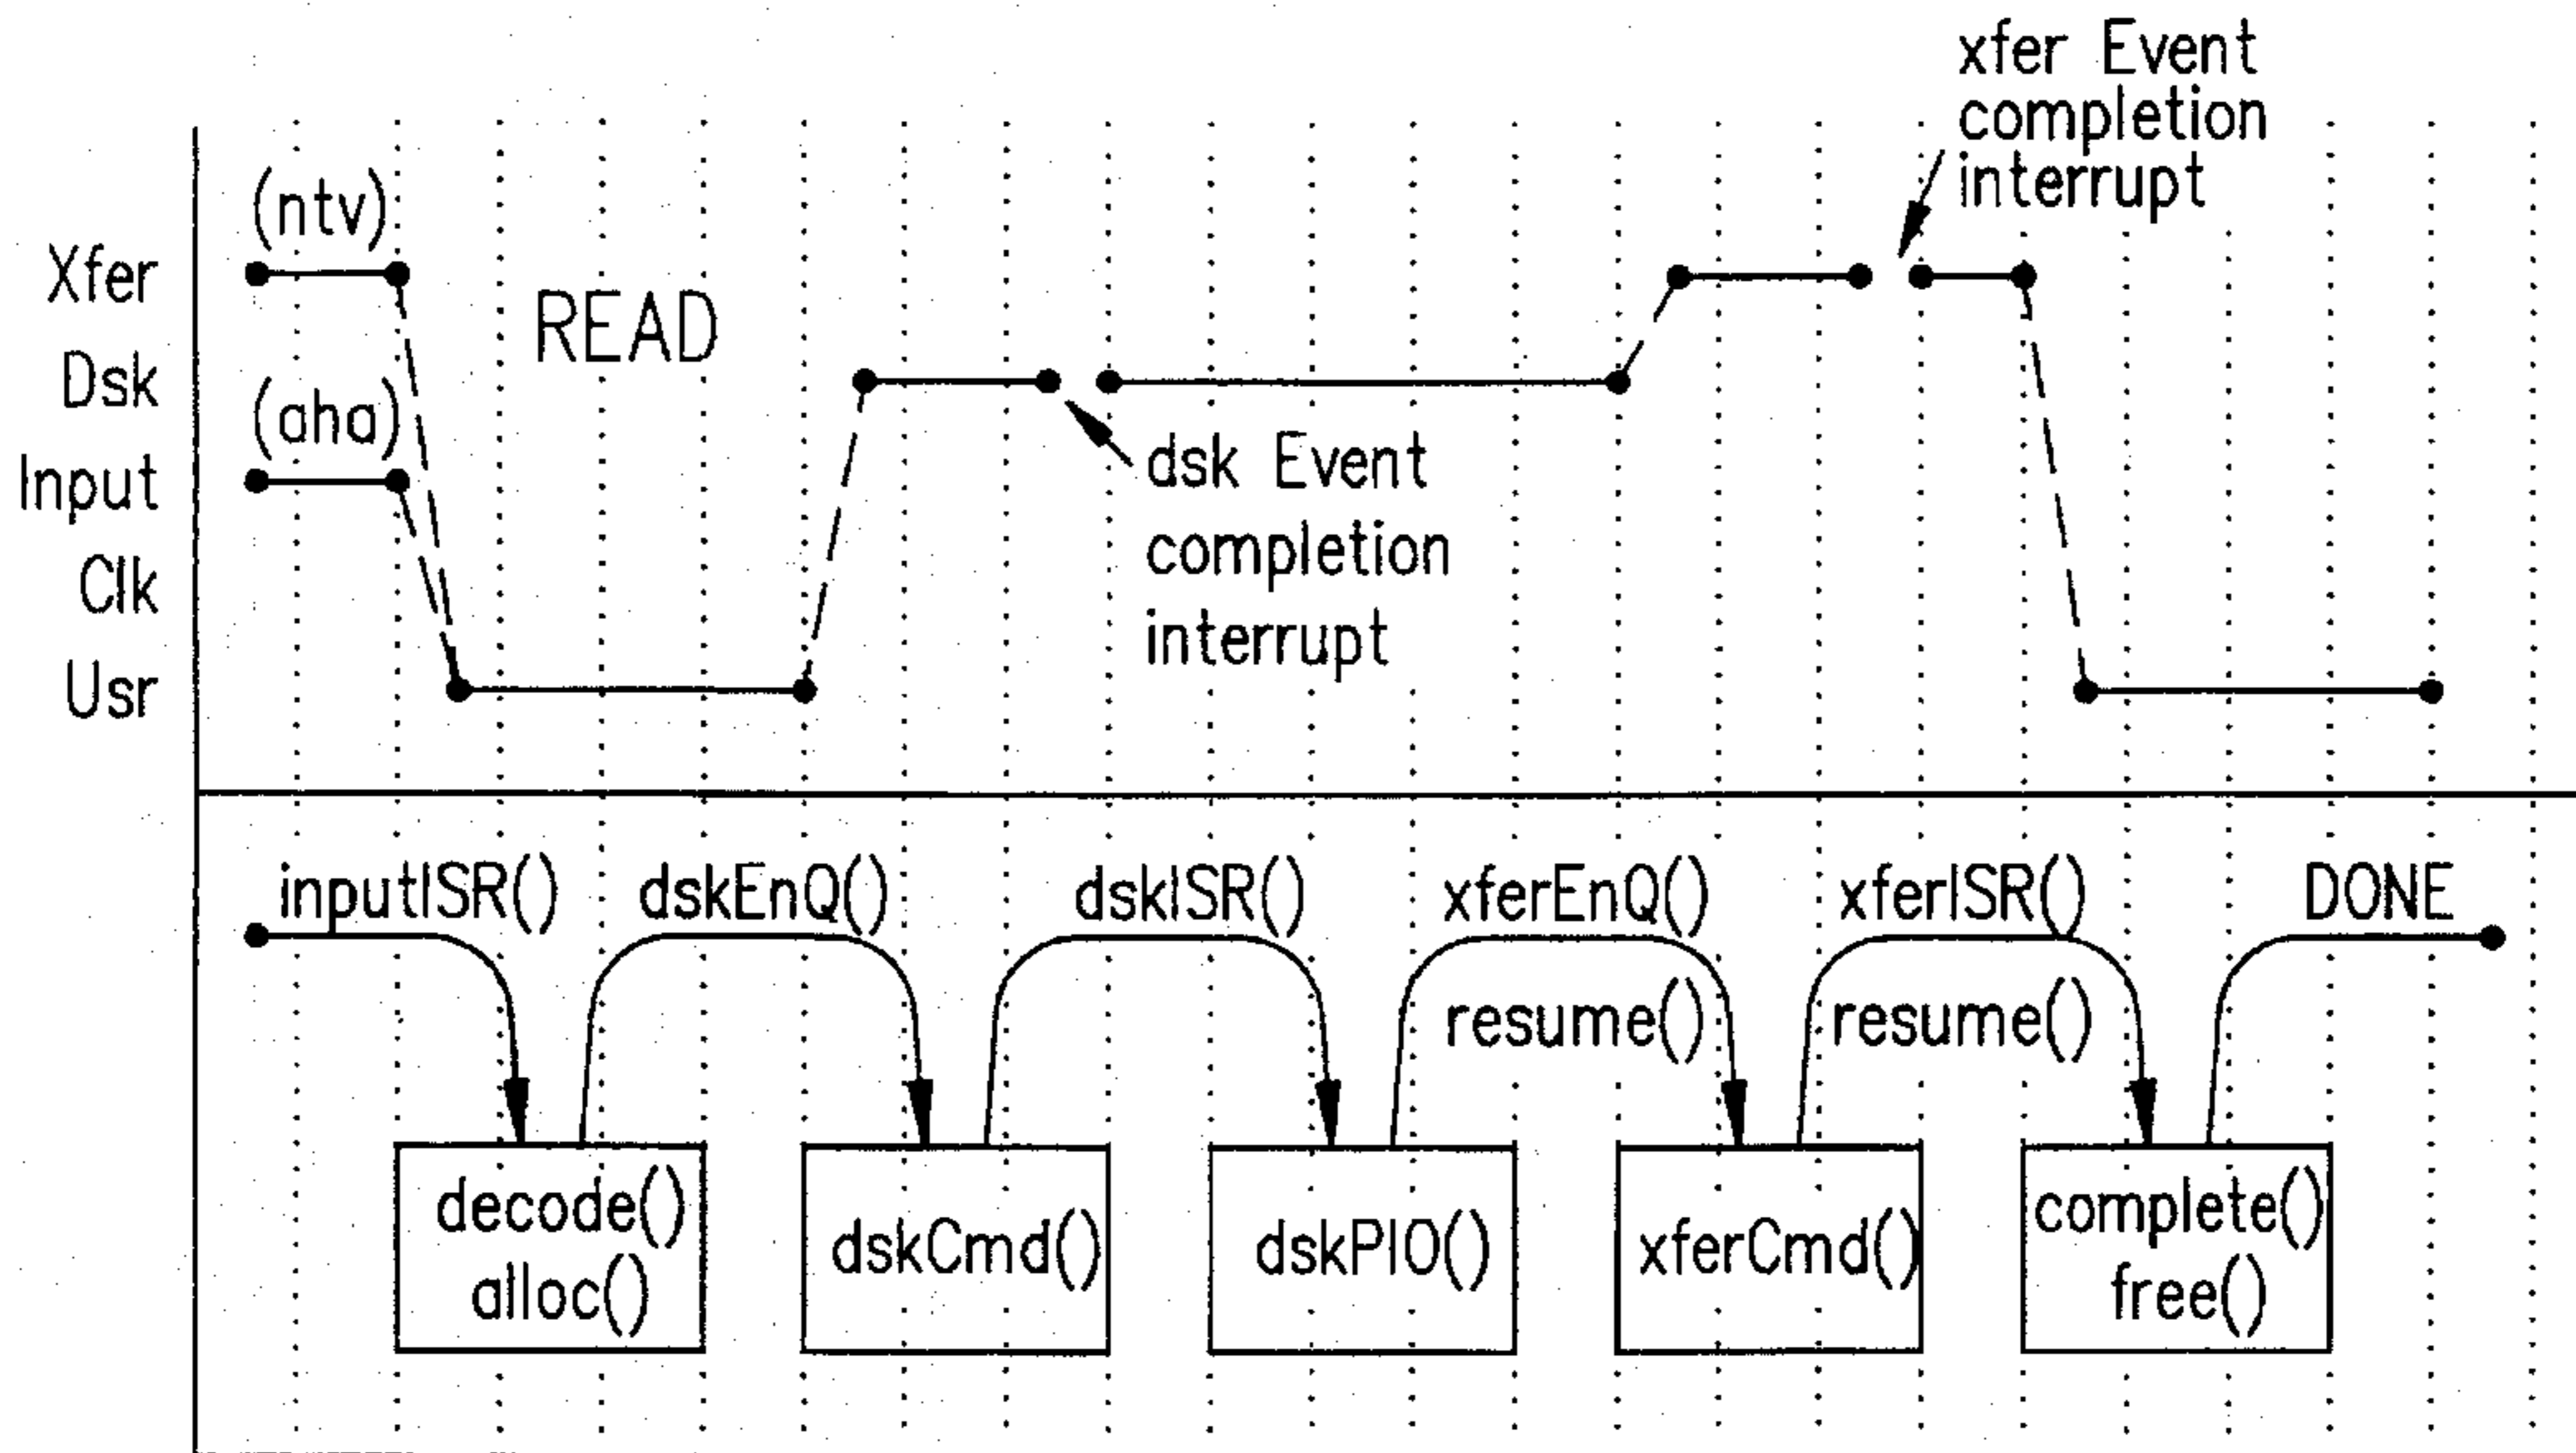 xfer Event
completion
interrupt
(ntv)
Xfer
READ
Dsk
(aha)
Input
dsk Event
completion
interrupt
Clk
Usr
inputISR()
dskEnQ()
dskISR()
xferEnQ()
xferISR()
DONE
resume()
resume()
decode()
alloc()
dskCmd()
dskPIO()
xferCmd()
complete()
free()